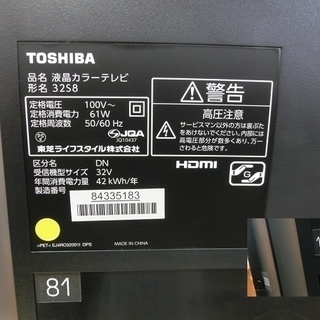 TOSHIBA
品名 液晶カラーテレビ
形名 32S8
定格電圧: 100V~
定格消費電力: 61W
定格周波数: 50/60 Hz
JQA
JQ10437
東芝ライフスタイル株式会社
警告
高圧注意
サービスマン以外の方は裏ぶたをあけないでください。内部には高電圧部分が数多くあり、万一さわると危険です。
区分名: DN
受信機型サイズ: 32V
年間消費電力量: 42 kWh/年
製造番号:
84335183
HDMI
G
>PET< EJ4RO32001t DPS
MADE IN CHINA
81